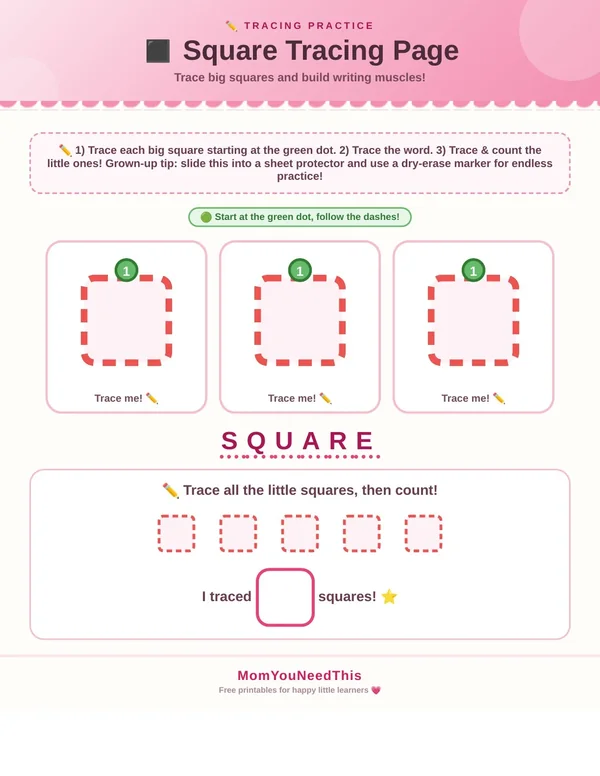 ✏️ TRACING PRACTICE
⬛ Square Tracing Page
Trace big squares and build writing muscles!
✏️ 1) Trace each big square starting at the green dot. 2) Trace the word. 3) Trace & count the
little ones! Grown-up tip: slide this into a sheet protector and use a dry-erase marker for endless
practice!
🟢 Start at the green dot, follow the dashes!
1 1 1
Trace me! ✏️ Trace me! ✏️ Trace me! ✏️
SQUARE
✏️ Trace all the little squares, then count!
I traced squares! ⭐
MomYouNeedThis
Free printables for happy little learners 💗